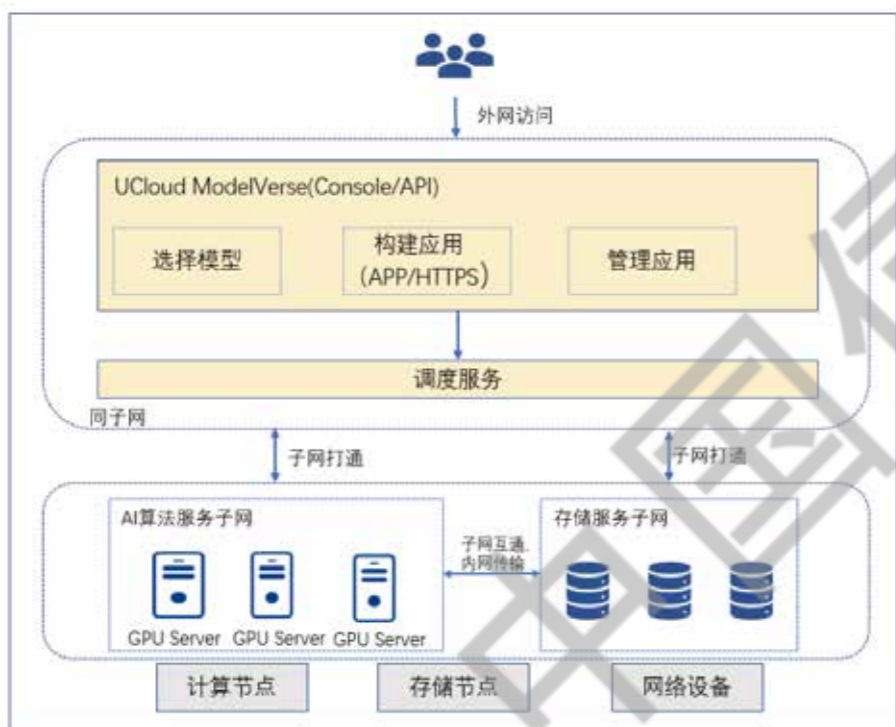 外网访问
UCloud ModelVerse(Console/API)
选择模型
构建应用
(APP/HTTPS)
管理应用
调度服务
同子网
子网打通
子网打通
AI算法服务子网
存储服务子网
子网互通,
内网传输
GPU Server
GPU Server
GPU Server
计算节点
存储节点
网络设备
中国信